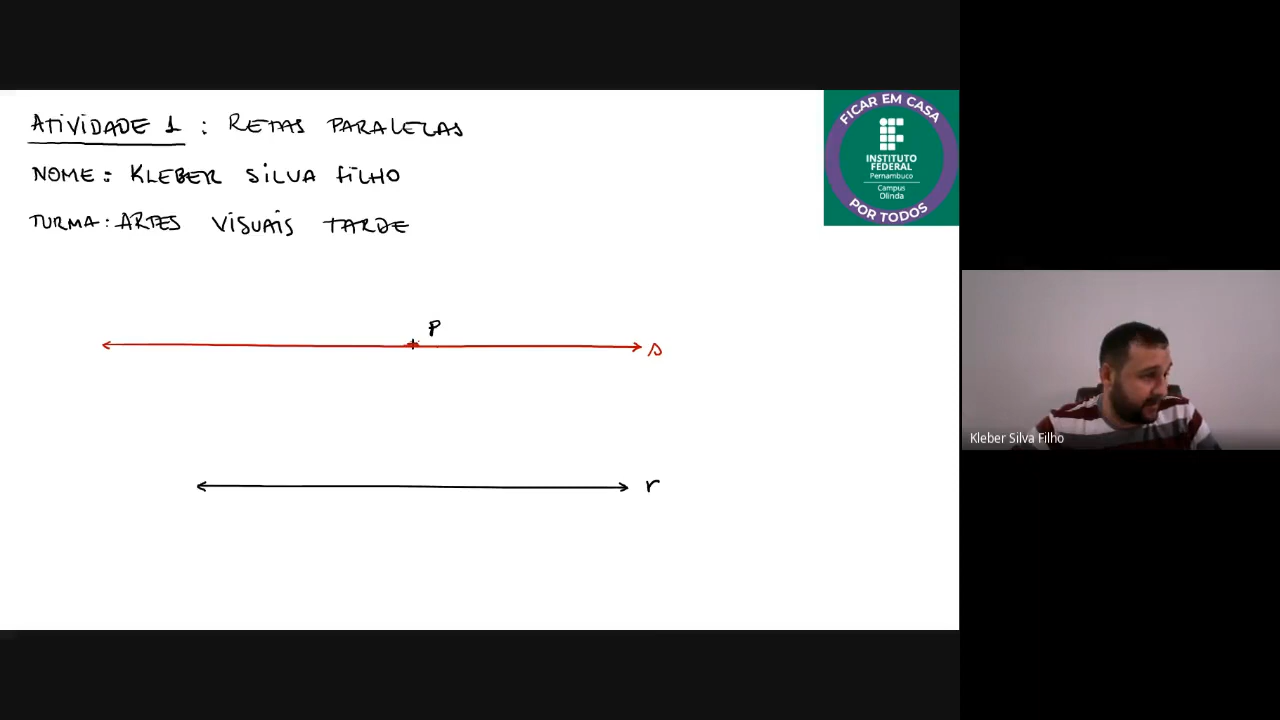 ATIVIDADE 1 : RETAS PARALELAS
NOME: KLEBER SILVA FILHO
TURMA: ARTES VISUAIS TARDE
FICAR EM CASA
INSTITUTO
FEDERAL
Pernambuco
Campus
Olinda
POR TODOS
P
s
r
Kleber Silva Filho